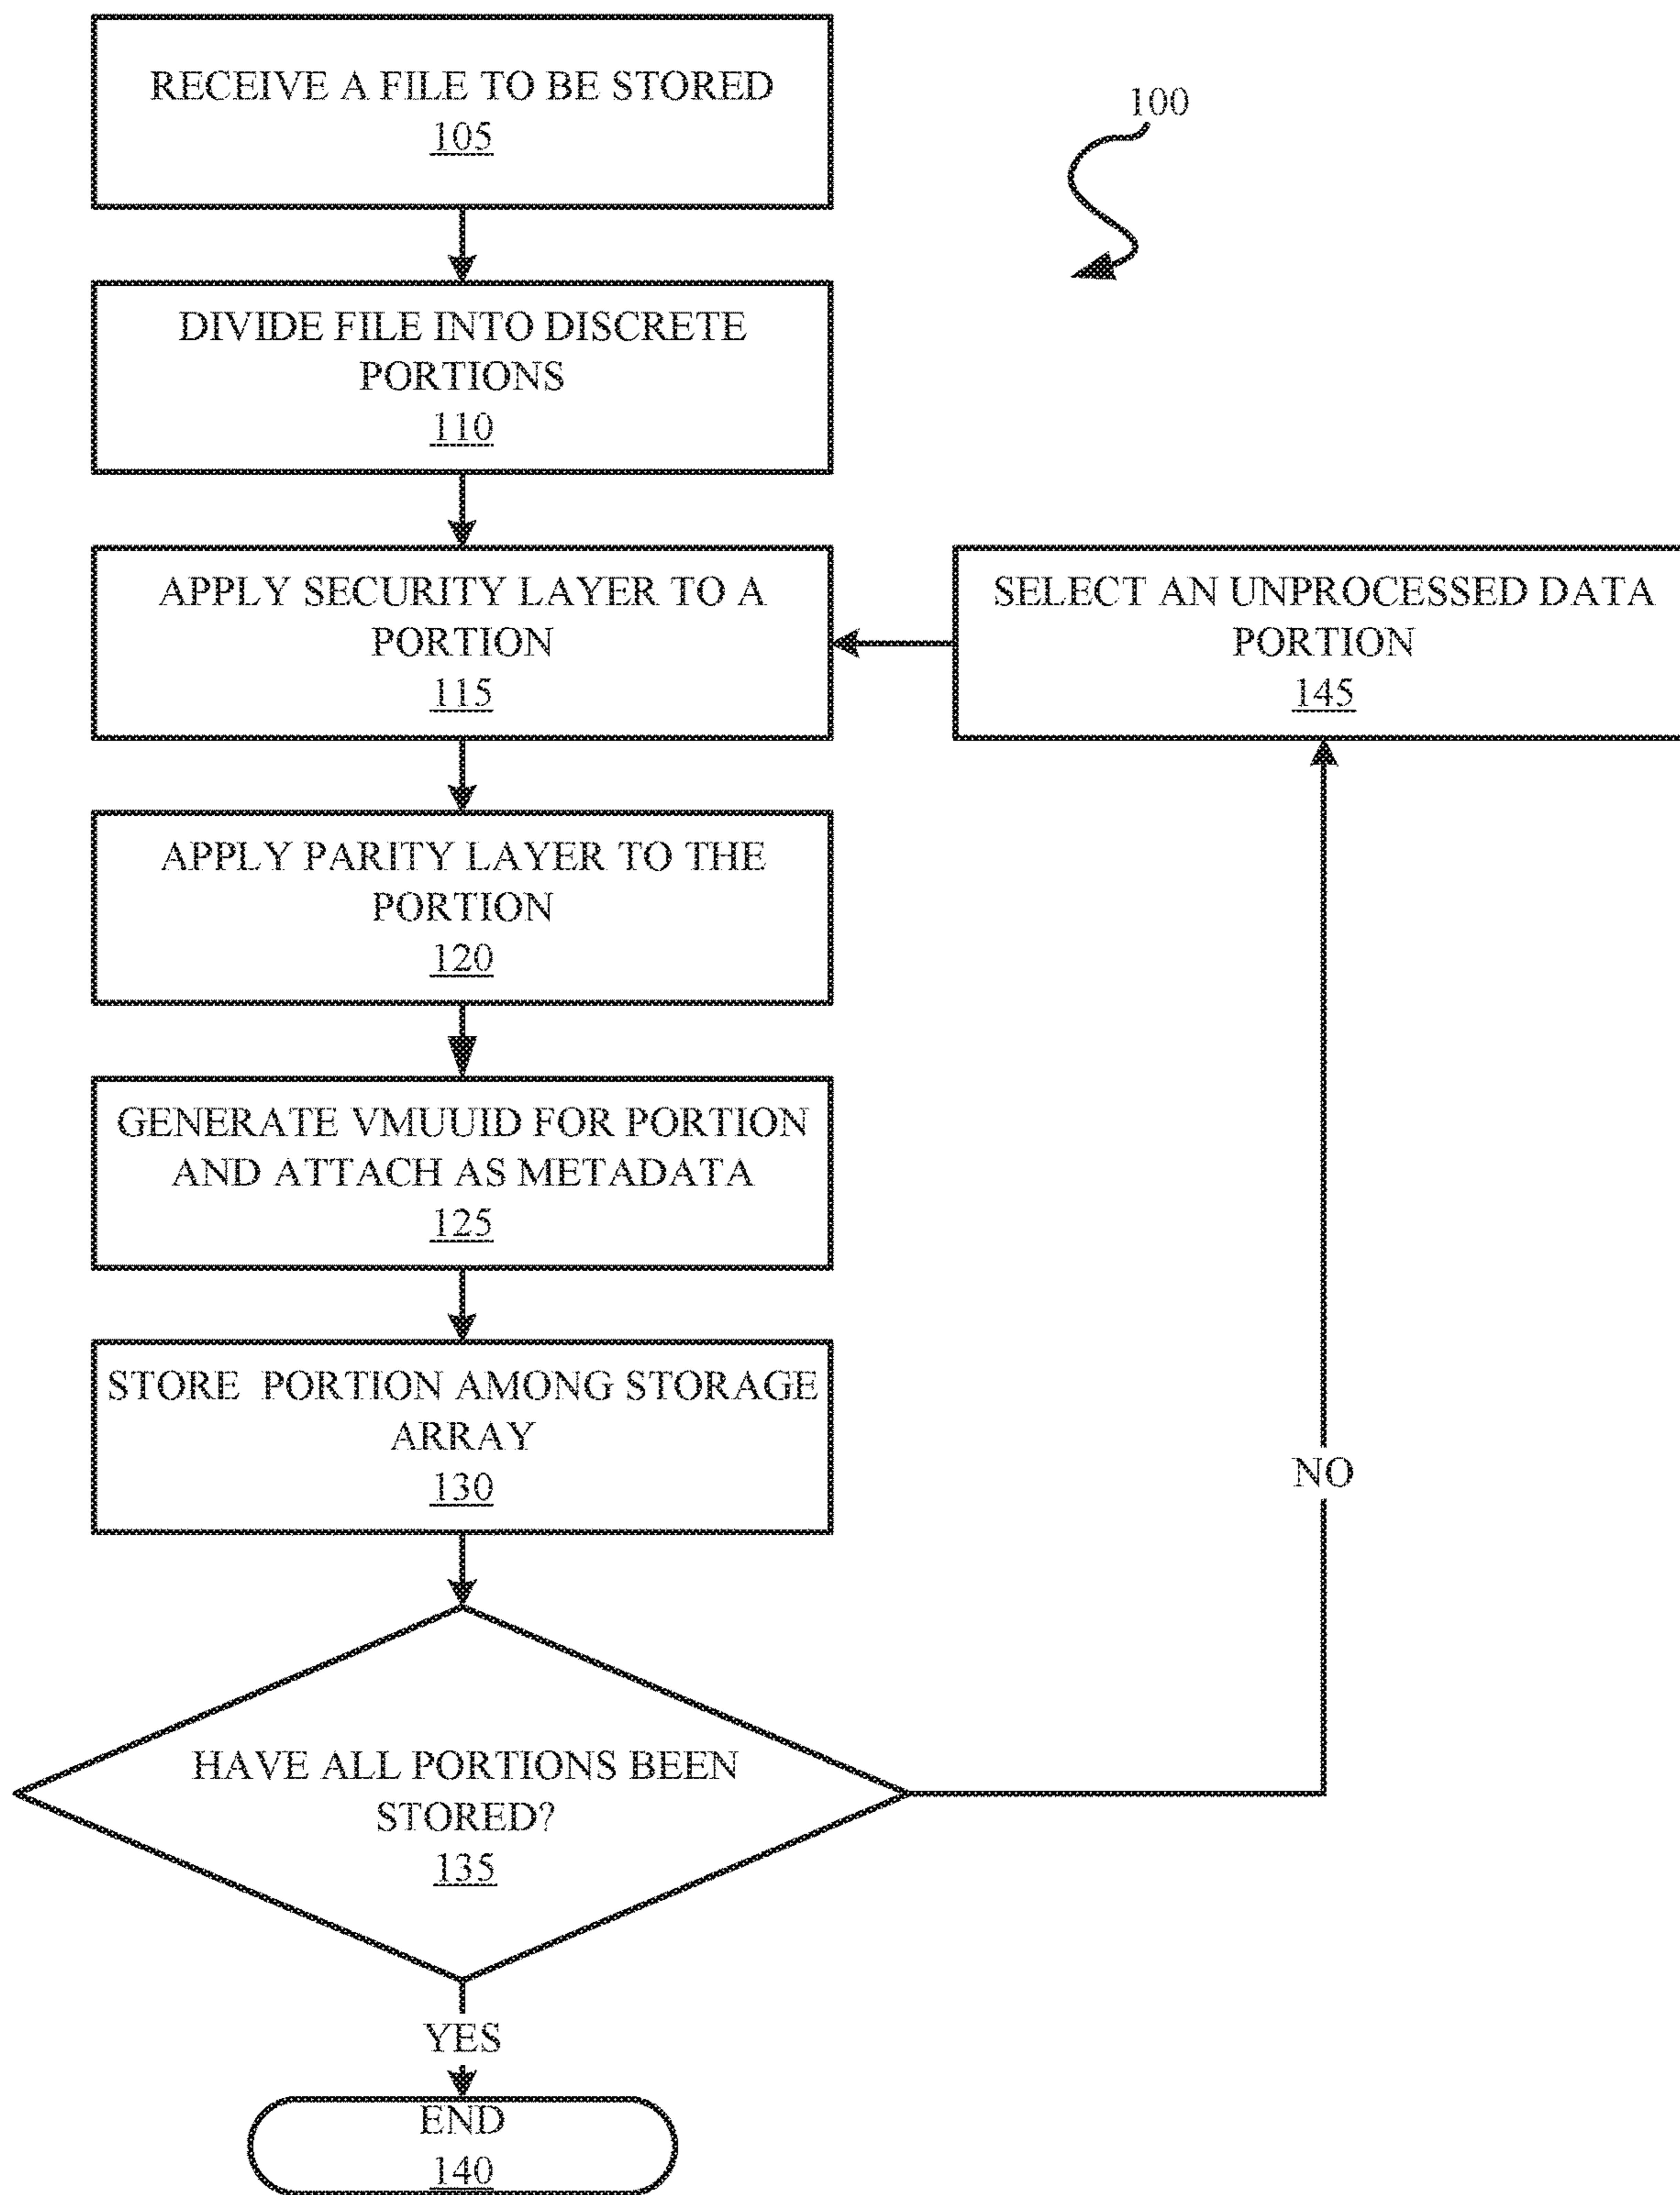 RECEIVE A FILE TO BE STORED
105
100
DIVIDE FILE INTO DISCRETE
PORTIONS
110
APPLY SECURITY LAYER TO A
PORTION
115
SELECT AN UNPROCESSED DATA
PORTION
145
APPLY PARITY LAYER TO THE
PORTION
120
GENERATE VMUUID FOR PORTION
AND ATTACH AS METADATA
125
STORE PORTION AMONG STORAGE
ARRAY
130
NO
HAVE ALL PORTIONS BEEN
STORED?
135
YES
END
140